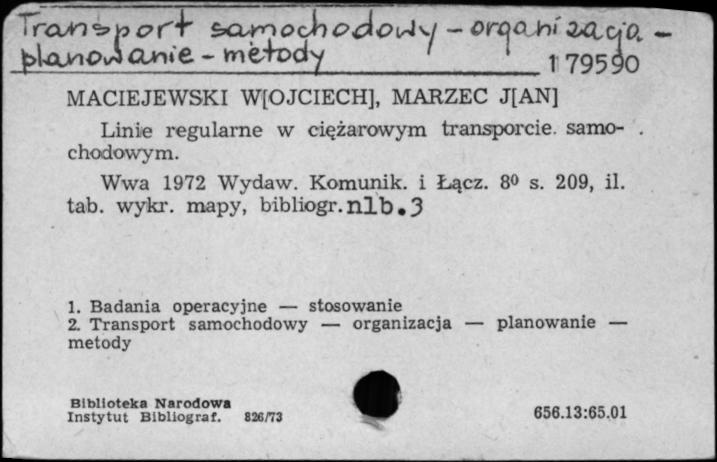 Transport samochodowy - organizacja -
planowanie - metody
179590
MACIEJEWSKI W[OJCIECH], MARZEC J[AN]
Linie regularne w ciężarowym transporcie. samo-
chodowym.
Wwa 1972 Wydaw. Komunik. i Łącz. 8⁰ s. 209, il.
tab. wykr. mapy, bibliogr. nlb.3
1. Badania operacyjne — stosowanie
2. Transport samochodowy — organizacja — planowanie —
metody
Biblioteka Narodowa
Instytut Bibliograf. 826/73
656.13:65.01